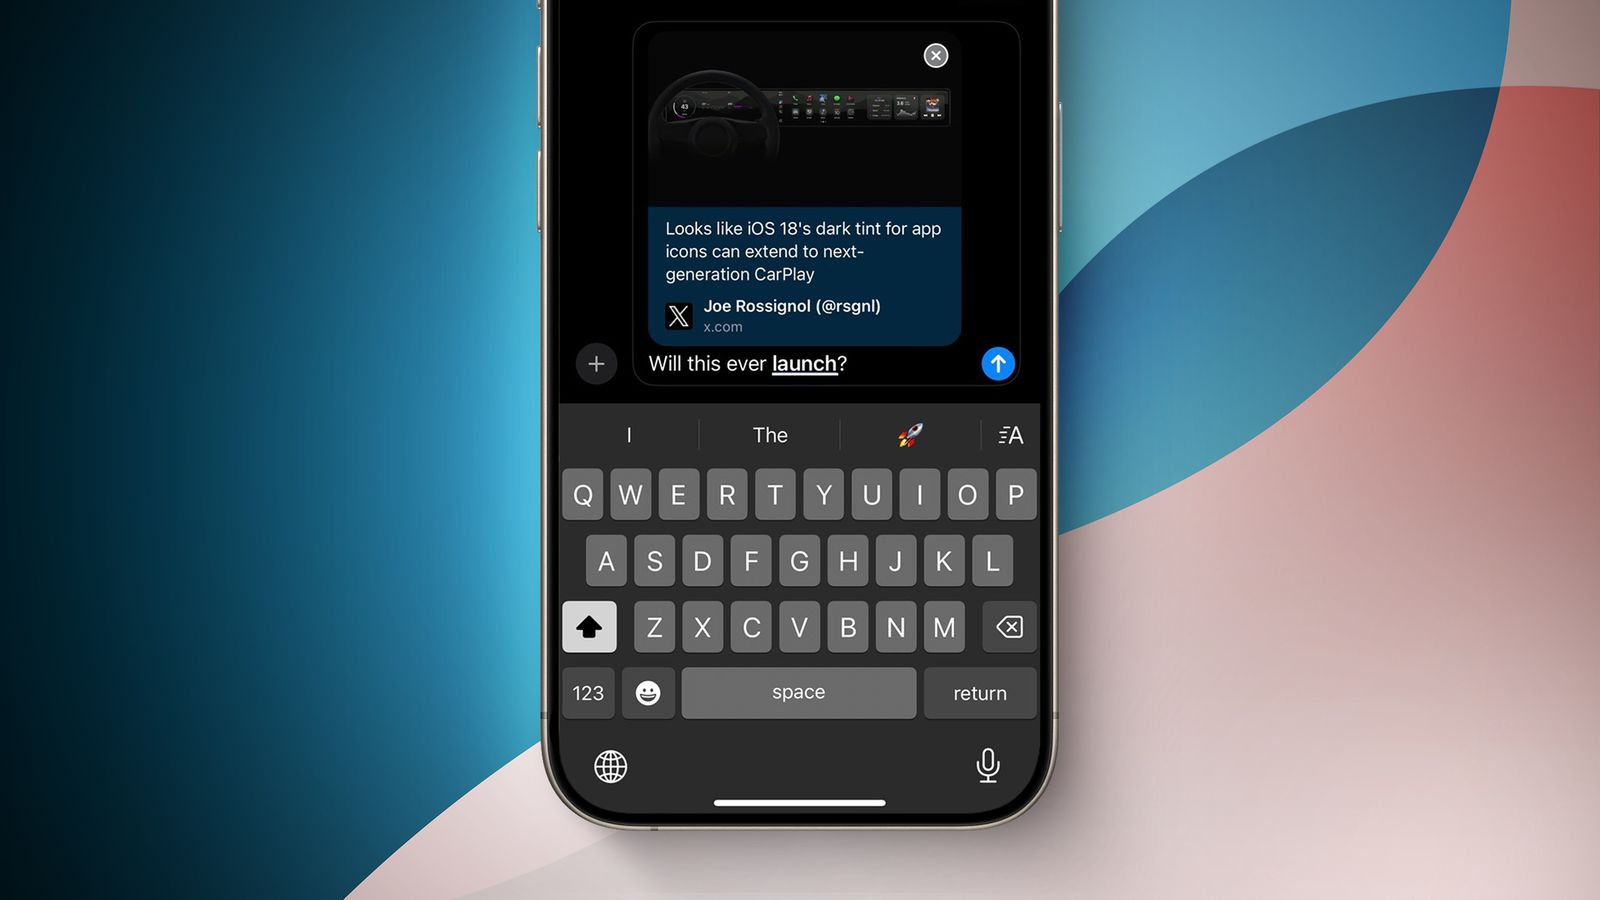 43
Looks like iOS 18's dark tint for app
icons can extend to next-
generation CarPlay
Joe Rossignol (@rsgnl)
x.com
Will this ever launch?
I
The
A
Q W E R T Y U I O P
A S D F G H J K L
Z X C V B N M
123
space
return